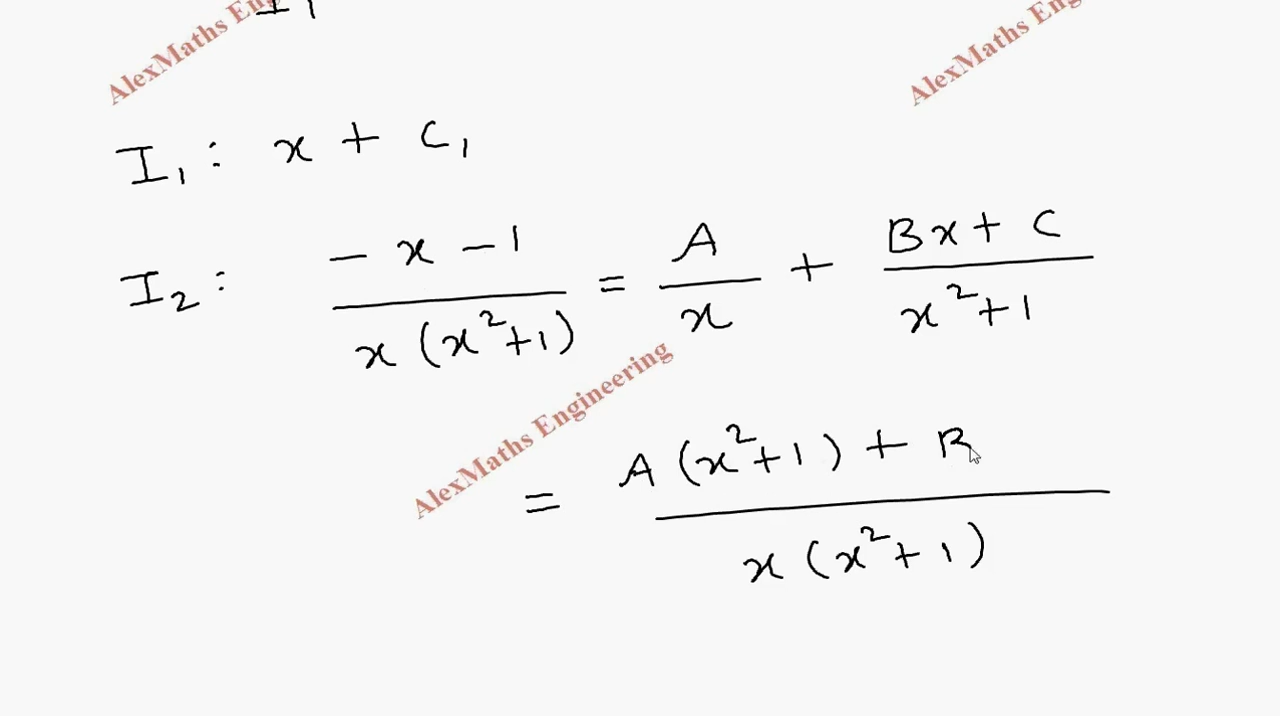 AlexMaths En
AlexMaths Eng
I₁ : x + C₁
I₂ : (- x - 1)/(x (x²+1)) = A/x + (Bx + C)/(x²+1)
AlexMaths Engineering
= (A (x²+1) + B)/(x (x²+1))